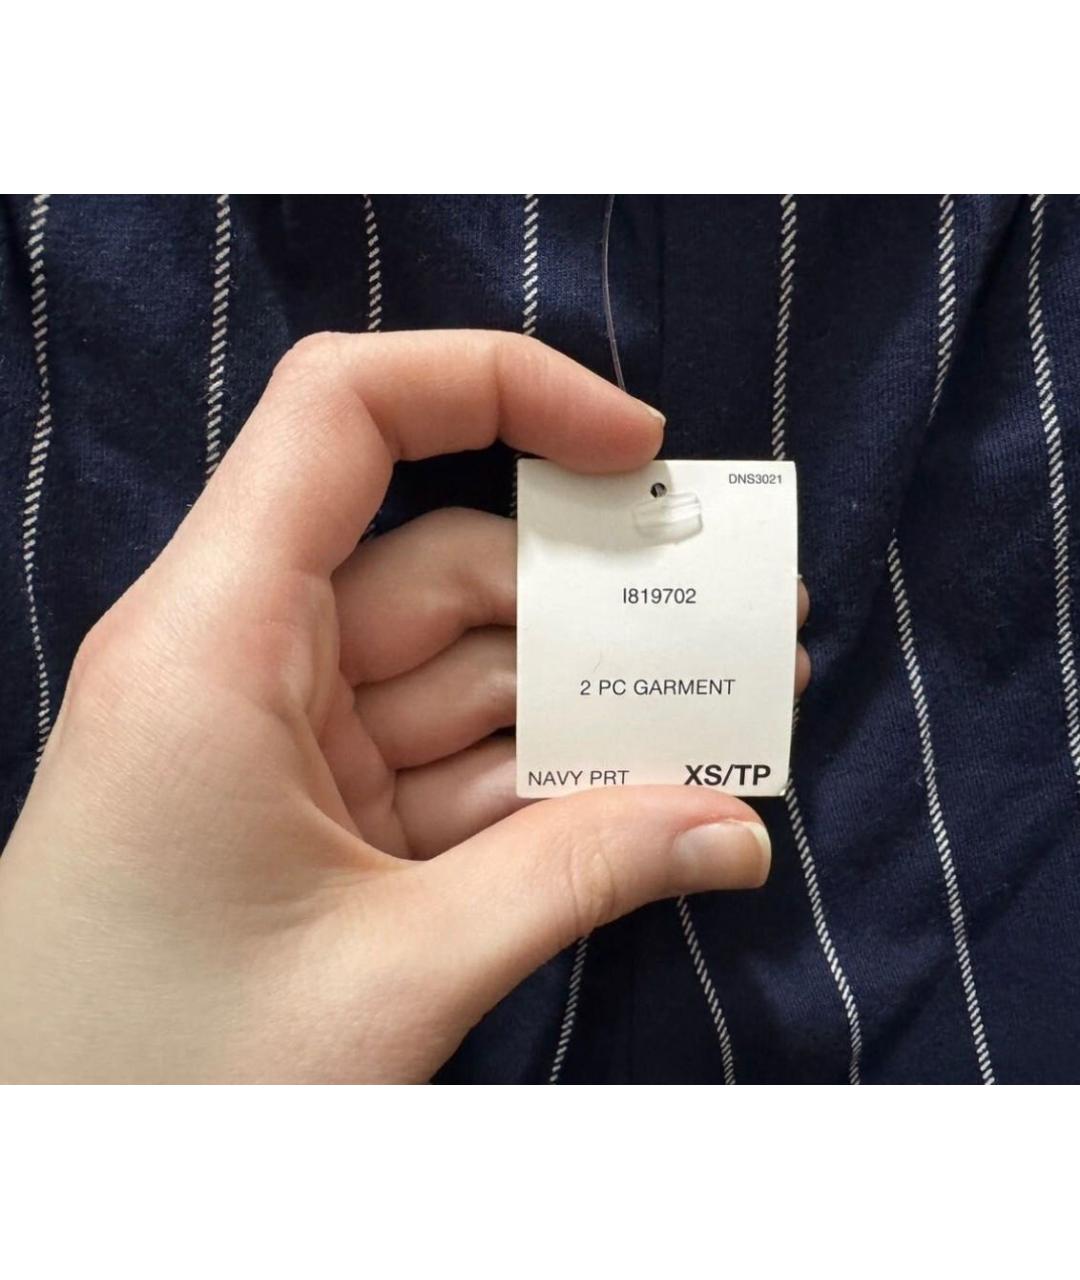 DNS3021
I819702
2 PC GARMENT
NAVY PRT XS/TP